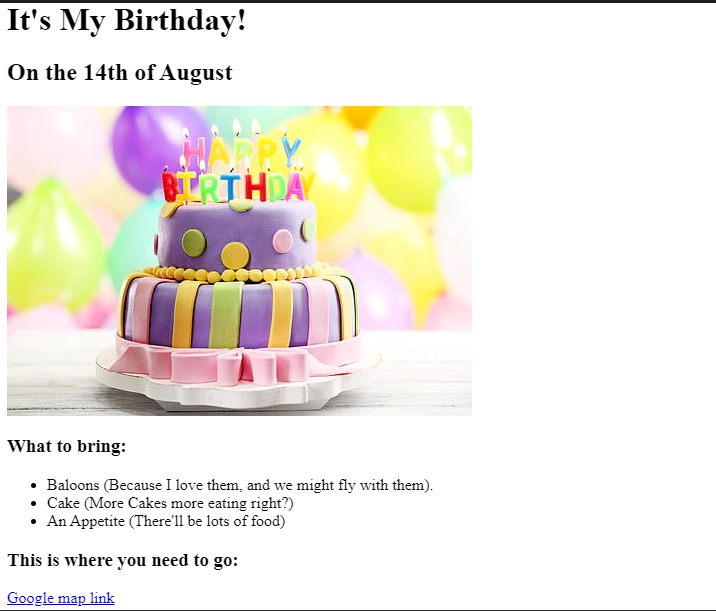 It's My Birthday!
On the 14th of August
HAPPY
BIRTHDAY
What to bring:
Baloons (Because I love them, and we might fly with them).
Cake (More Cakes more eating right?)
An Appetite (There'll be lots of food)
This is where you need to go:
Google map link